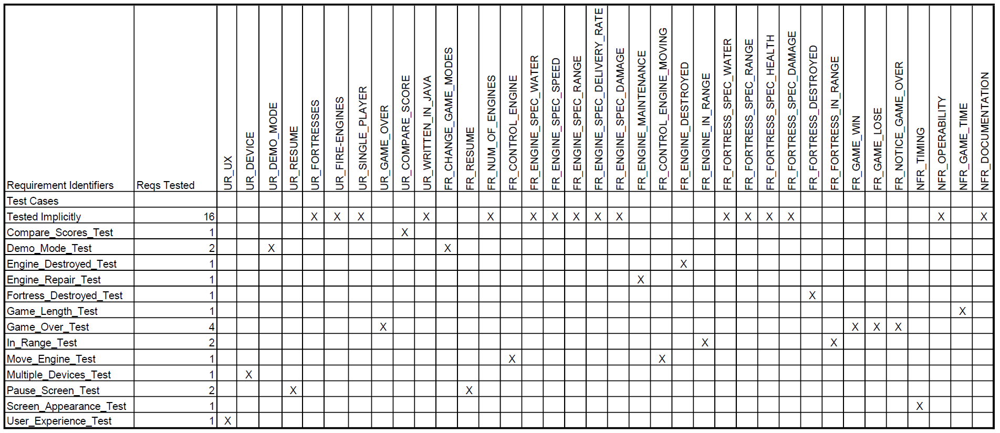 Requirement Identifiers Reqs Tested UR_UX UR_DEVICE UR_DEMO_MODE UR_RESUME UR_FORTRESSES UR_FIRE-ENGINES UR_SINGLE_PLAYER UR_GAME_OVER UR_COMPARE_SCORE UR_WRITTEN_IN_JAVA FR_CHANGE_GAME_MODES FR_RESUME FR_NUM_OF_ENGINES FR_CONTROL_ENGINE FR_ENGINE_SPEC_WATER FR_ENGINE_SPEC_SPEED FR_ENGINE_SPEC_RANGE FR_ENGINE_SPEC_DELIVERY_RATE FR_ENGINE_SPEC_DAMAGE FR_ENGINE_MAINTENANCE FR_CONTROL_ENGINE_MOVING FR_ENGINE_DESTROYED FR_ENGINE_IN_RANGE FR_FORTRESS_SPEC_WATER FR_FORTRESS_SPEC_RANGE FR_FORTRESS_SPEC_HEALTH FR_FORTRESS_SPEC_DAMAGE FR_FORTRESS_DESTROYED FR_FORTRESS_IN_RANGE FR_GAME_WIN FR_GAME_LOSE FR_NOTICE_GAME_OVER NFR_TIMING NFR_OPERABILITY NFR_GAME_TIME NFR_DOCUMENTATION
Test Cases
Tested Implicitly 16 X X X X X X X X X X X X X X X X
Compare_Scores_Test 1 X
Demo_Mode_Test 2 X X
Engine_Destroyed_Test 1 X
Engine_Repair_Test 1 X
Fortress_Destroyed_Test 1 X
Game_Length_Test 1 X
Game_Over_Test 4 X X X X
In_Range_Test 2 X X
Move_Engine_Test 1 X X
Multiple_Devices_Test 1 X
Pause_Screen_Test 2 X X
Screen_Appearance_Test 1 X
User_Experience_Test 1 X